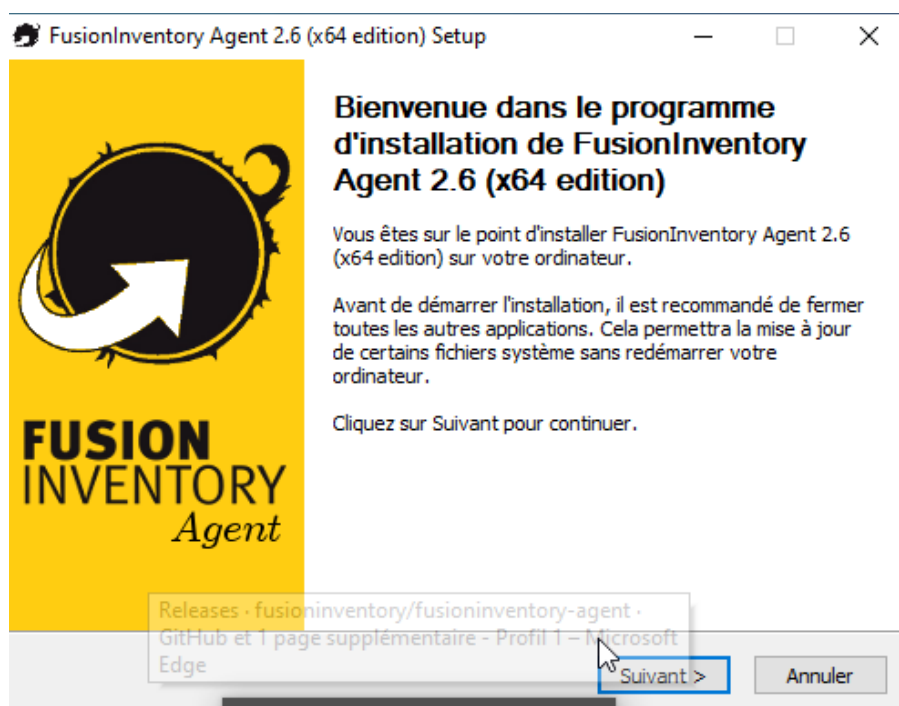 FusionInventory Agent 2.6 (x64 edition) Setup
Bienvenue dans le programme
d'installation de FusionInventory
Agent 2.6 (x64 edition)
Vous êtes sur le point d'installer FusionInventory Agent 2.6
(x64 edition) sur votre ordinateur.
Avant de démarrer l'installation, il est recommandé de fermer
toutes les autres applications. Cela permettra la mise à jour
de certains fichiers système sans redémarrer votre
ordinateur.
Cliquez sur Suivant pour continuer.
FUSION
INVENTORY
Agent
Releases · fusioninventory/fusioninventory-agent ·
GitHub et 1 page supplémentaire - Profil 1 – Microsoft
Edge
Suivant >
Annuler